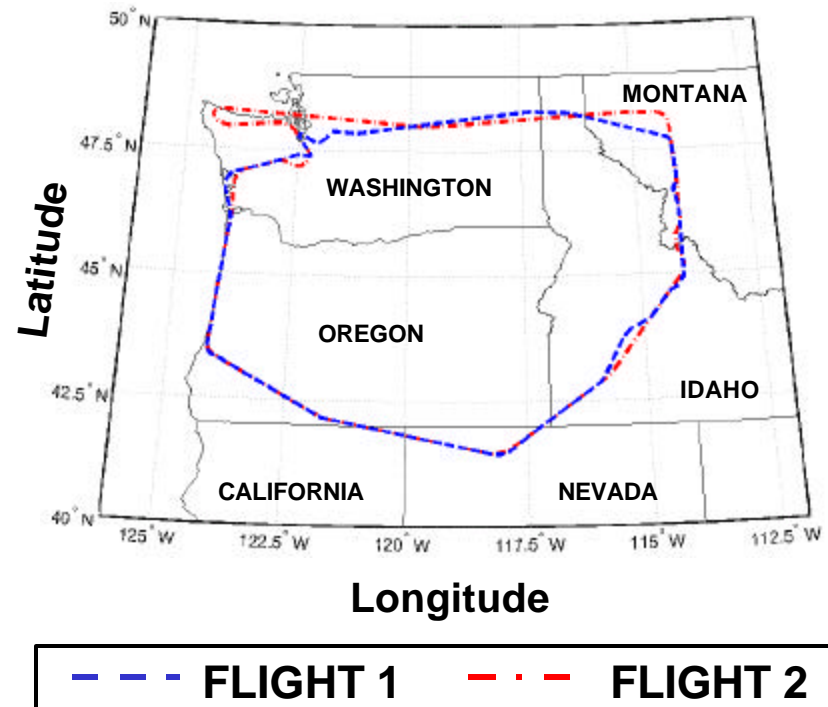 50° N
MONTANA
47.5° N
WASHINGTON
Latitude
45° N
OREGON
42.5° N
IDAHO
CALIFORNIA
NEVADA
40° N
125° W
122.5° W
120° W
117.5° W
115° W
112.5° W
Longitude
FLIGHT 1
FLIGHT 2